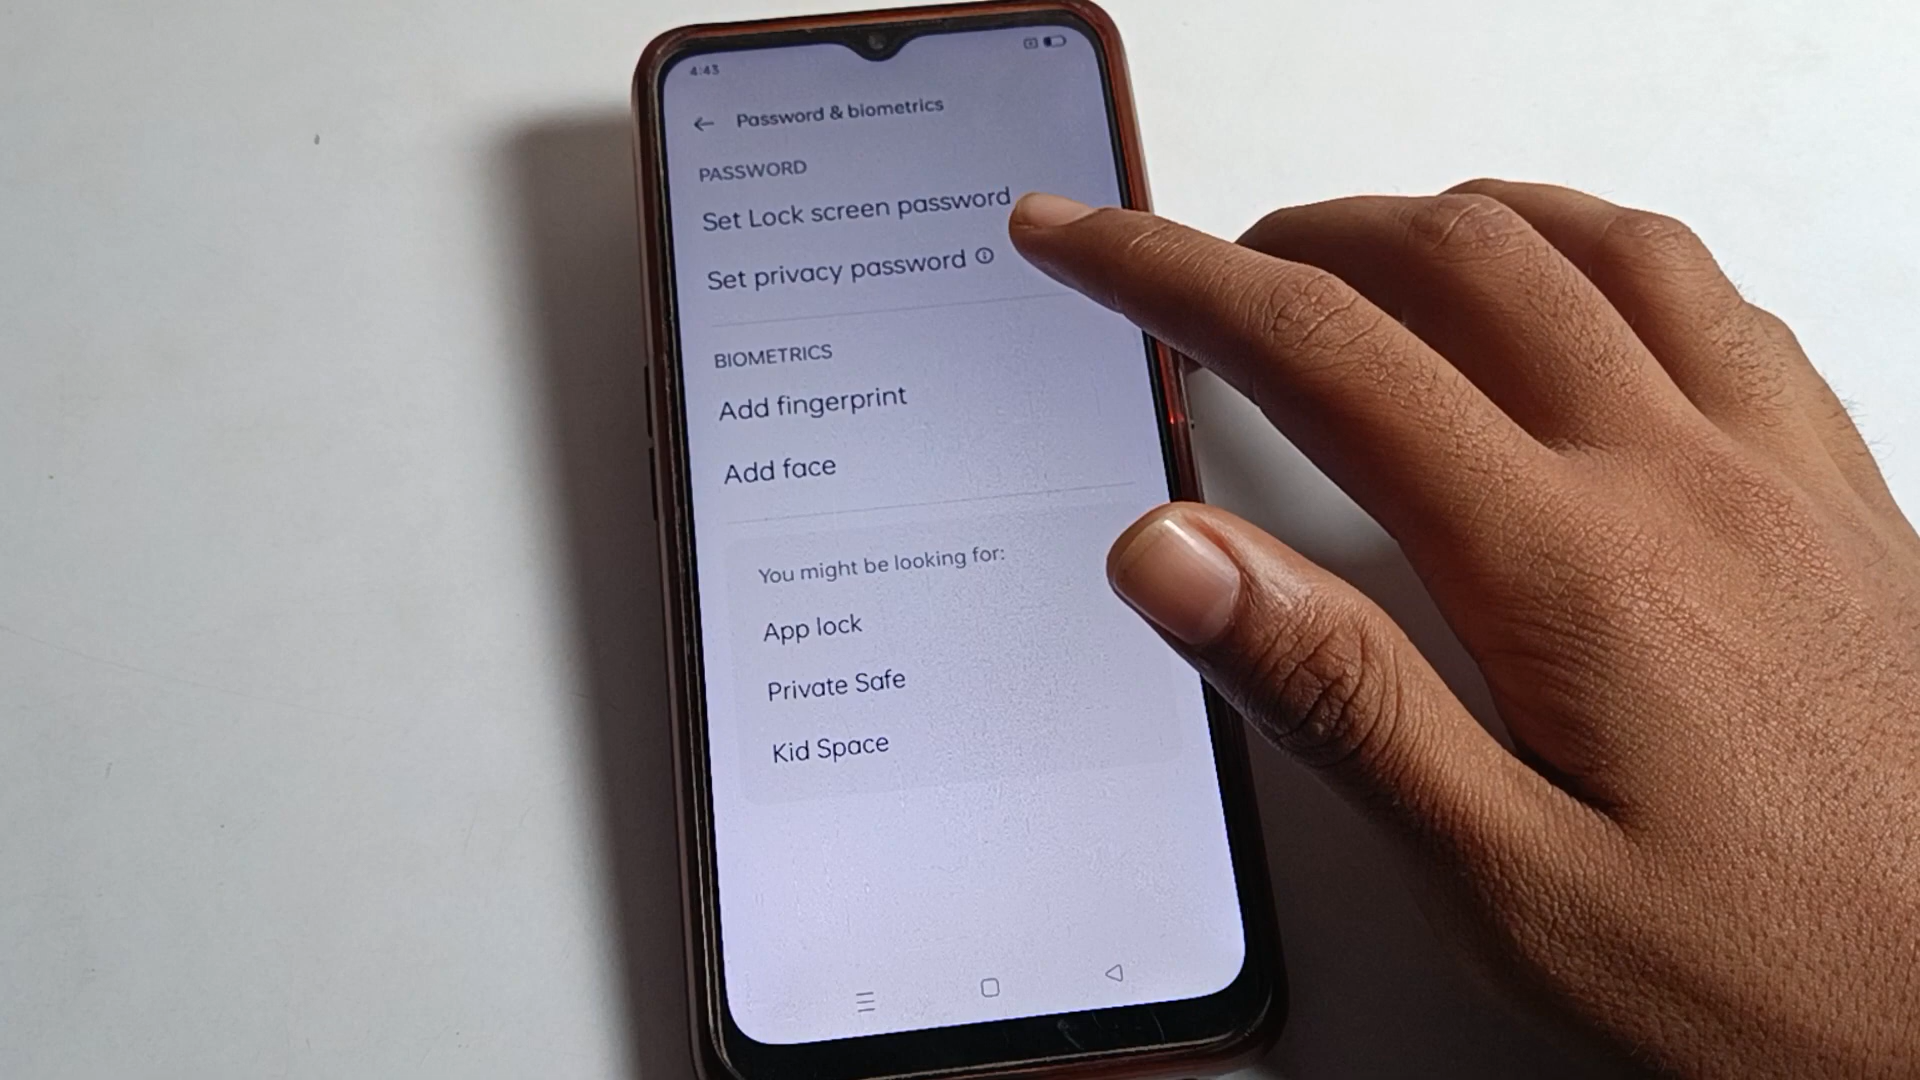 4:43
Password & biometrics
PASSWORD
Set Lock screen password
Set privacy password
BIOMETRICS
Add fingerprint
Add face
You might be looking for:
App lock
Private Safe
Kid Space